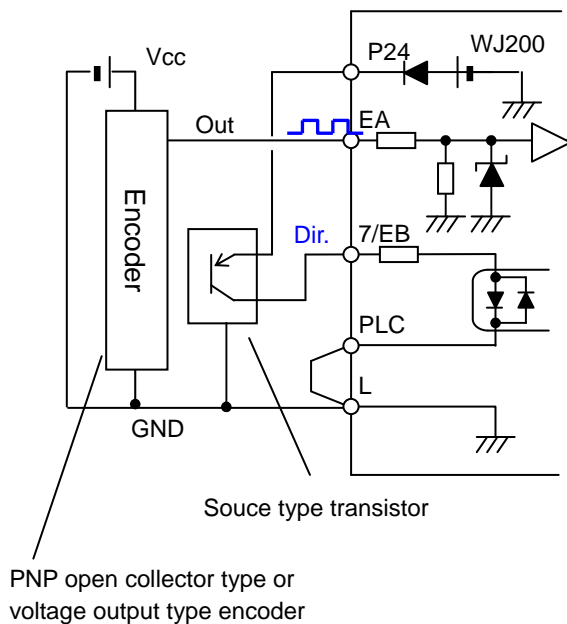 Vcc
P24
WJ200
Out
EA
Encoder
Dir.
7/EB
PLC
L
GND
Souce type transistor
PNP open collector type or
voltage output type encoder